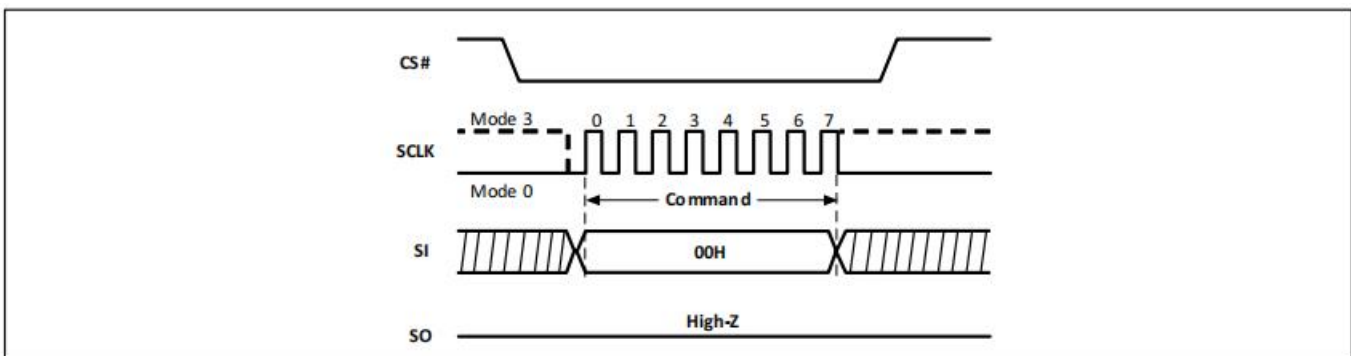 CS#
Mode 3
0 1 2 3 4 5 6 7
SCLK
Mode 0
Command
SI
00H
High-Z
SO